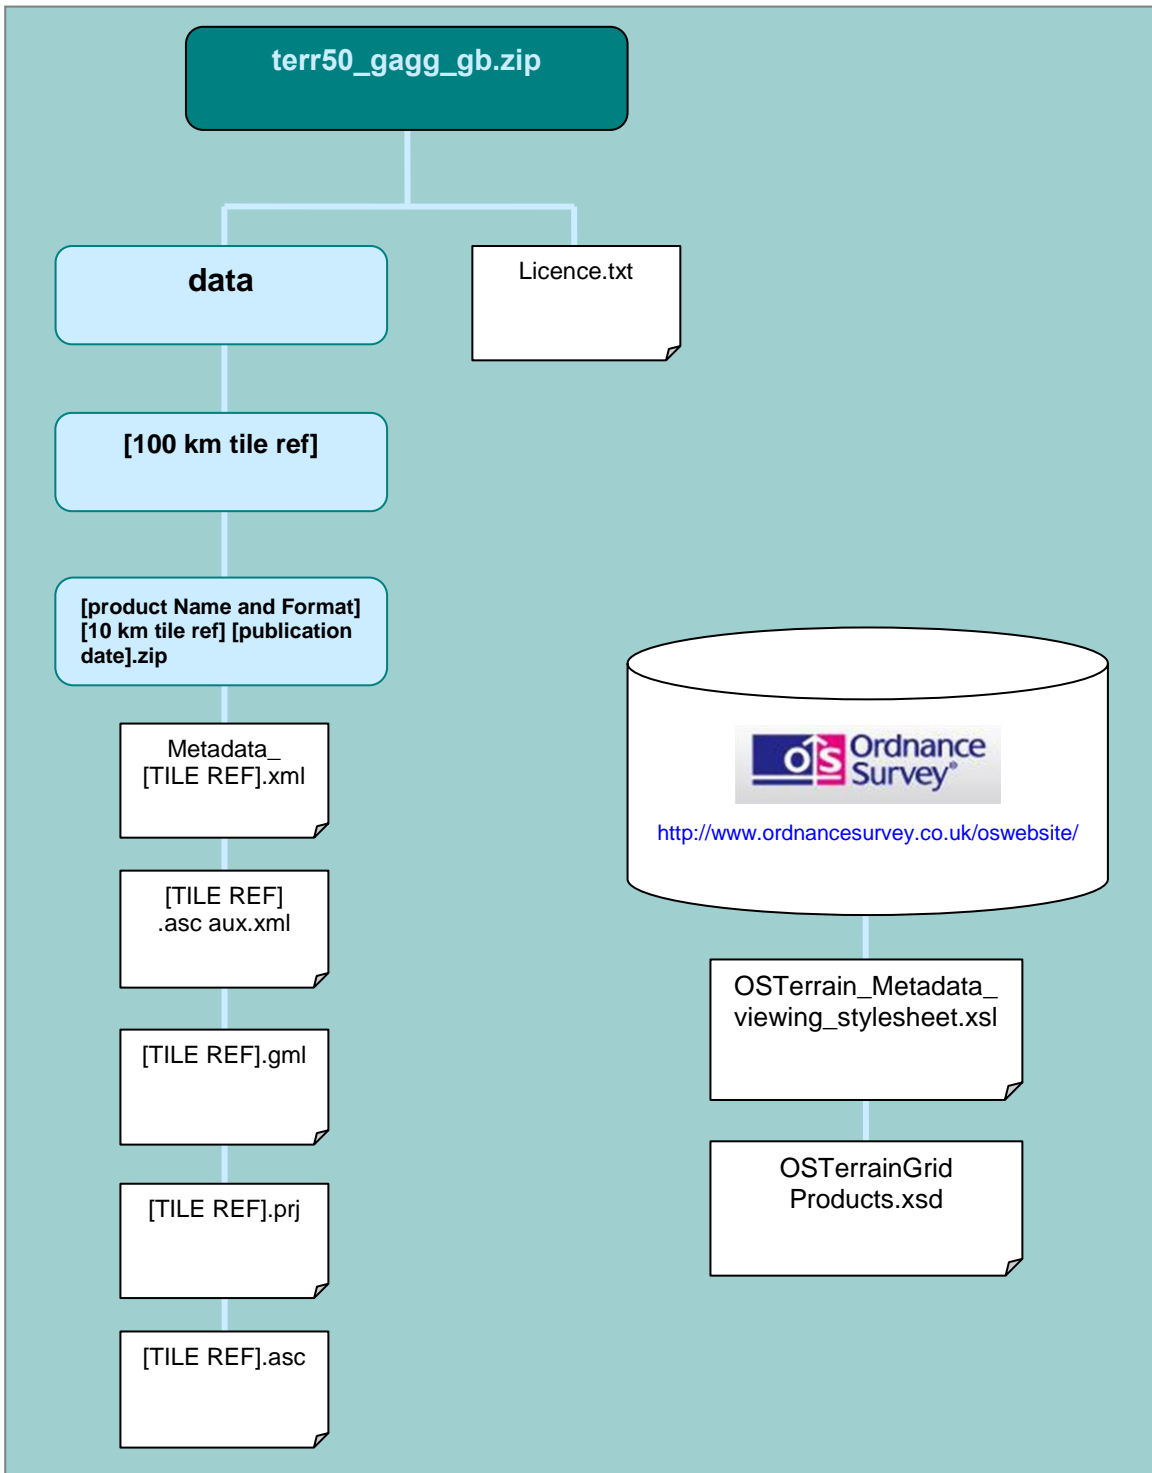 terr50_gagg_gb.zip
data
Licence.txt
[100 km tile ref]
[product Name and Format]
[10 km tile ref] [publication
date].zip
Metadata_
[TILE REF].xml
[TILE REF]
.asc aux.xml
[TILE REF].gml
[TILE REF].prj
[TILE REF].asc
OS Ordnance
Survey®
http://www.ordnancesurvey.co.uk/oswebsite/
OSTerrain_Metadata_
viewing_stylesheet.xsl
OSTerrainGrid
Products.xsd